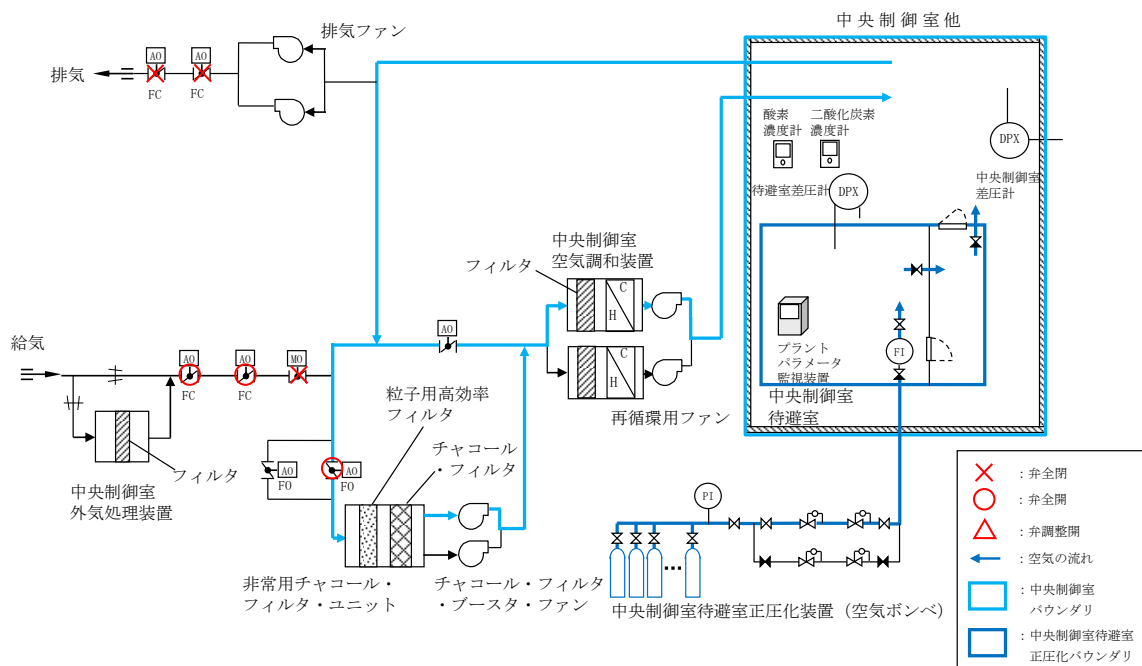 中央制御室他
排気ファン
AO
AO
排気
FC
FC
酸素
濃度計
二酸化炭素
濃度計
DPX
中央制御室
差圧計
待避室差圧計
DPX
中央制御室
空気調和装置
フィルタ
C
H
C
H
再循環用ファン
AO
給気
AO
AO
MO
FC
FC
フィルタ
中央制御室
外気処理装置
粒子用高効率
フィルタ
チャコール
・フィルタ
AO
FO
AO
FO
非常用チャコール・
フィルタ・ユニット
チャコール・フィルタ
・ブースタ・ファン
プラント
パラメータ
監視装置
FI
中央制御室
待避室
PI
中央制御室待避室正圧化装置（空気ボンベ）
：弁全閉
：弁全開
：弁調整開
：空気の流れ
：中央制御室
バウンダリ
：中央制御室待避室
正圧化バウンダリ